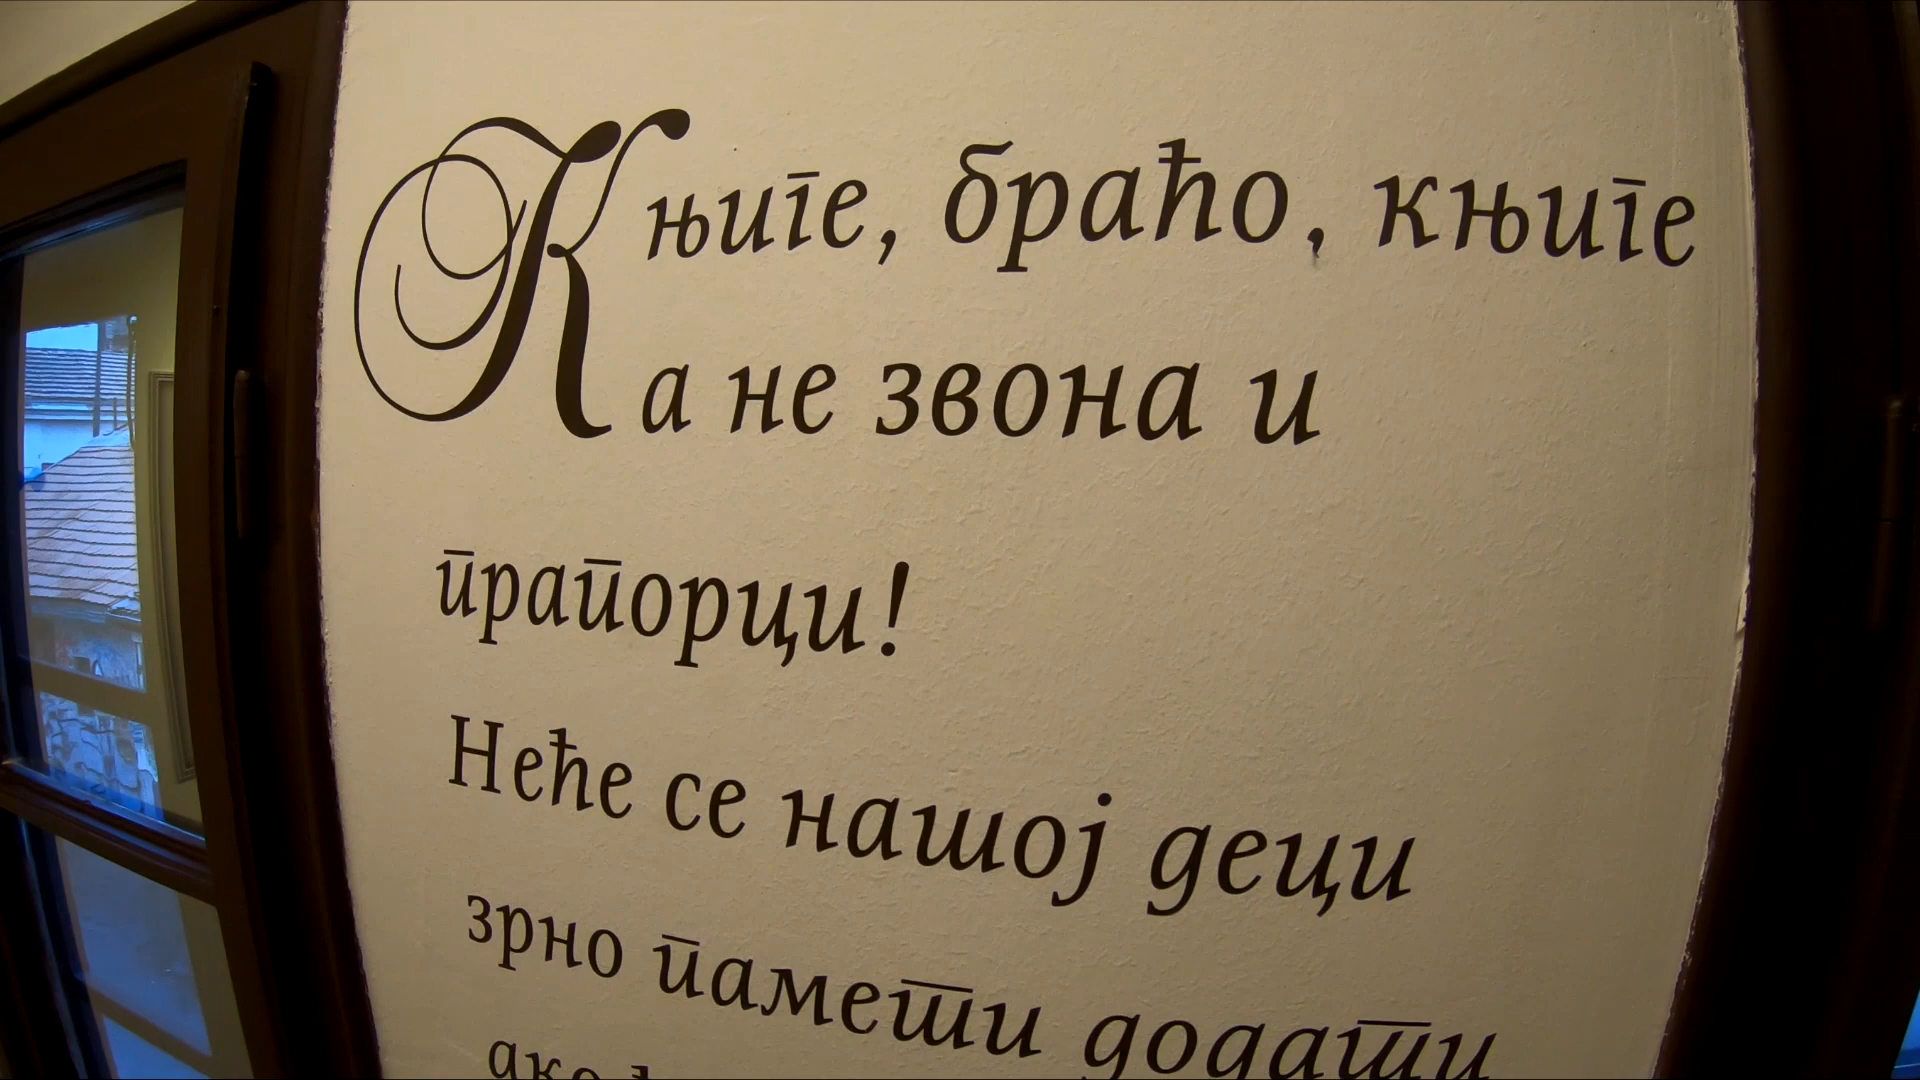 Књиге, браћо, књиге
а не звона и
прапорци!
Неће се нашој деци
зрно памети додати